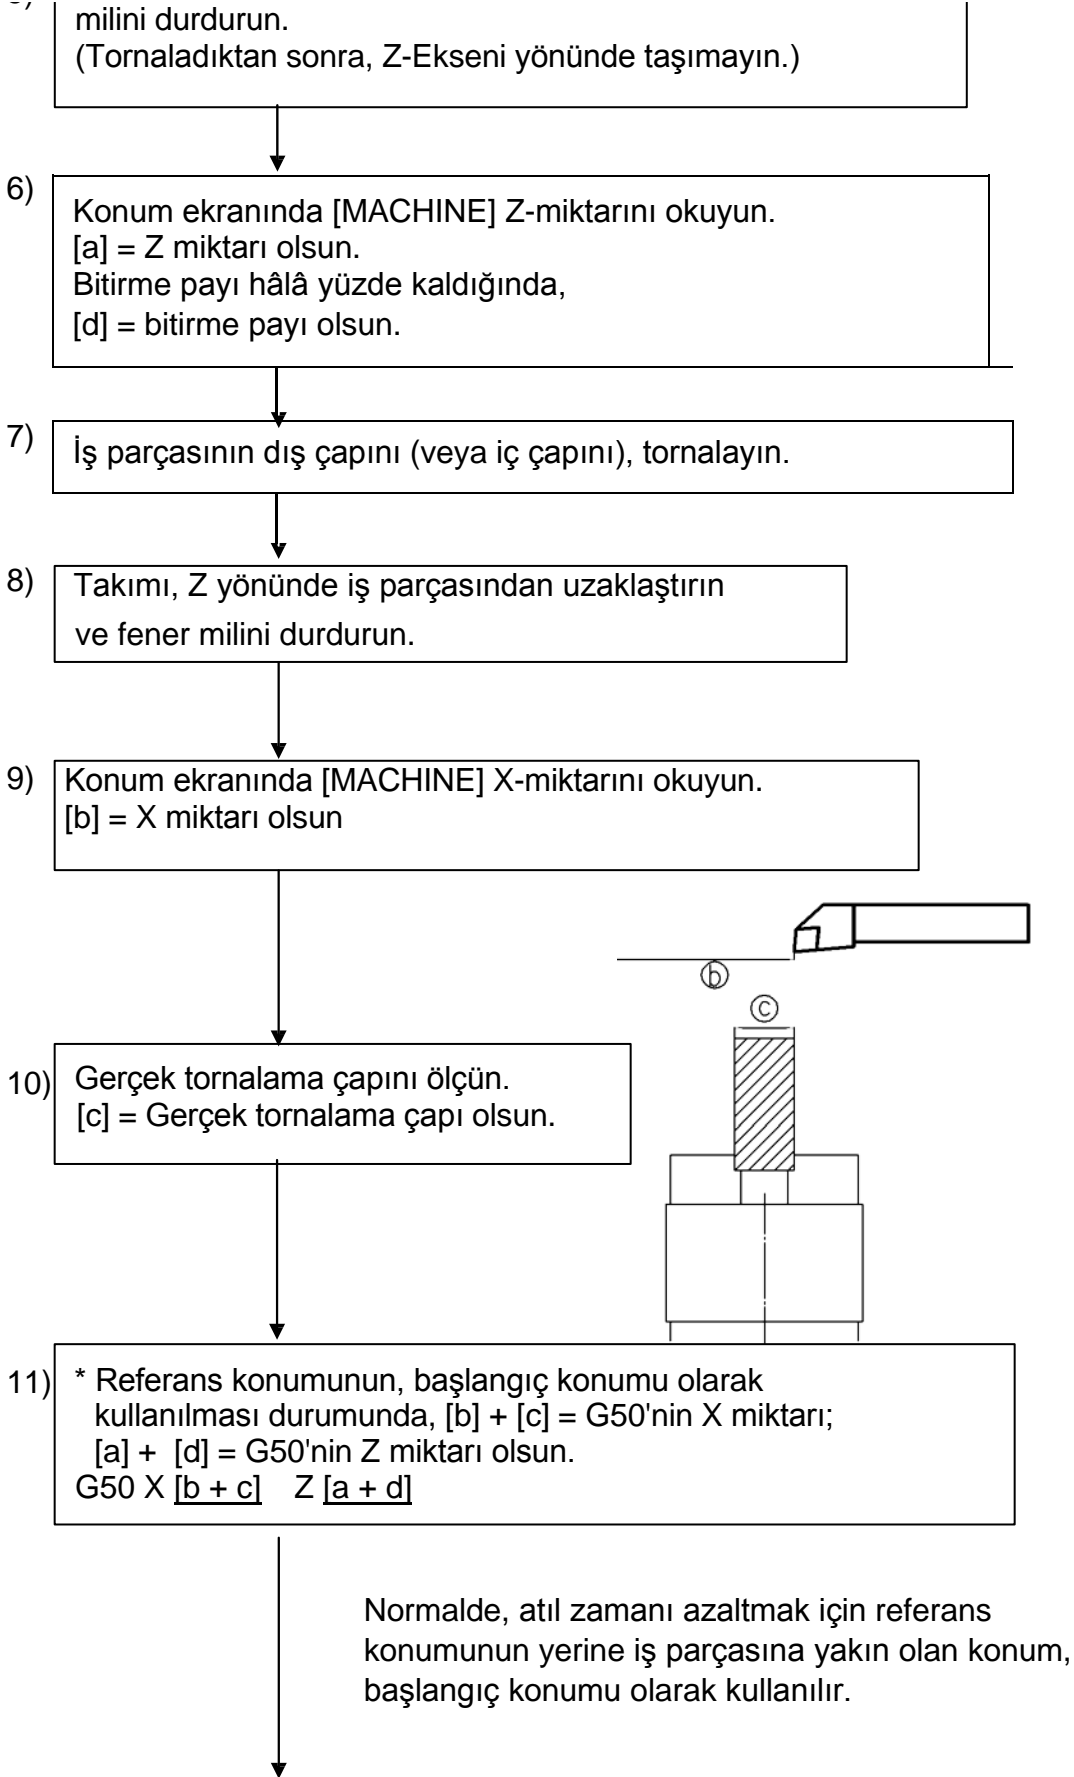 5)
milini durdurun.
(Tornaladıktan sonra, Z-Ekseni yönünde taşımayın.)
6)
Konum ekranında [MACHINE] Z-miktarını okuyun.
[a] = Z miktarı olsun.
Bitirme payı hâlâ yüzde kaldığında,
[d] = bitirme payı olsun.
7)
İş parçasının dış çapını (veya iç çapını), tornalayın.
8)
Takımı, Z yönünde iş parçasından uzaklaştırın
ve fener milini durdurun.
9)
Konum ekranında [MACHINE] X-miktarını okuyun.
[b] = X miktarı olsun
b
c
10)
Gerçek tornalama çapını ölçün.
[c] = Gerçek tornalama çapı olsun.
11)
* Referans konumunun, başlangıç konumu olarak
kullanılması durumunda, [b] + [c] = G50'nin X miktarı;
[a] + [d] = G50'nin Z miktarı olsun.
G50 X [b + c] Z [a + d]
Normalde, atıl zamanı azaltmak için referans
konumunun yerine iş parçasına yakın olan konum,
başlangıç konumu olarak kullanılır.